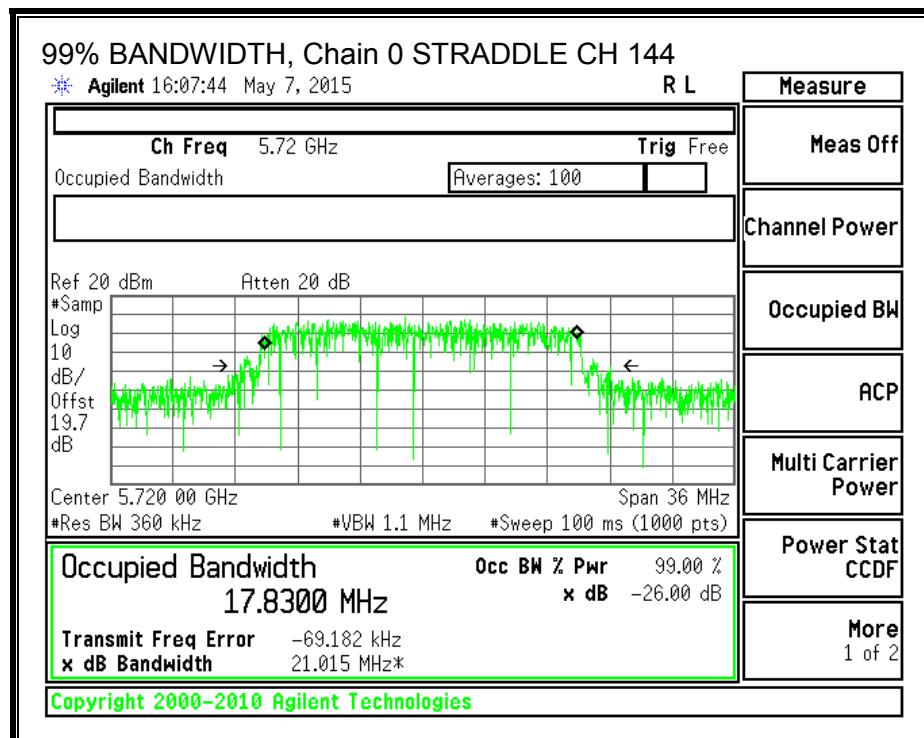 99% BANDWIDTH, Chain 0 STRADDLE CH 144
Agilent 16:07:44 May 7, 2015 R L
Measure
Ch Freq 5.72 GHz Trig Free
Meas Off
Occupied Bandwidth Averages: 100
Channel Power
Ref 20 dBm Atten 20 dB
#Samp
Log
10
dB/
Offst
19.7
dB
Occupied BW
ACP
Multi Carrier
Power
Center 5.720 00 GHz Span 36 MHz
#Res BW 360 kHz #VBW 1.1 MHz #Sweep 100 ms (1000 pts)
Power Stat
CCDF
Occupied Bandwidth Occ BW % Pwr 99.00 %
17.8300 MHz x dB -26.00 dB
Transmit Freq Error -69.182 kHz
x dB Bandwidth 21.015 MHz*
More
1 of 2
Copyright 2000-2010 Agilent Technologies